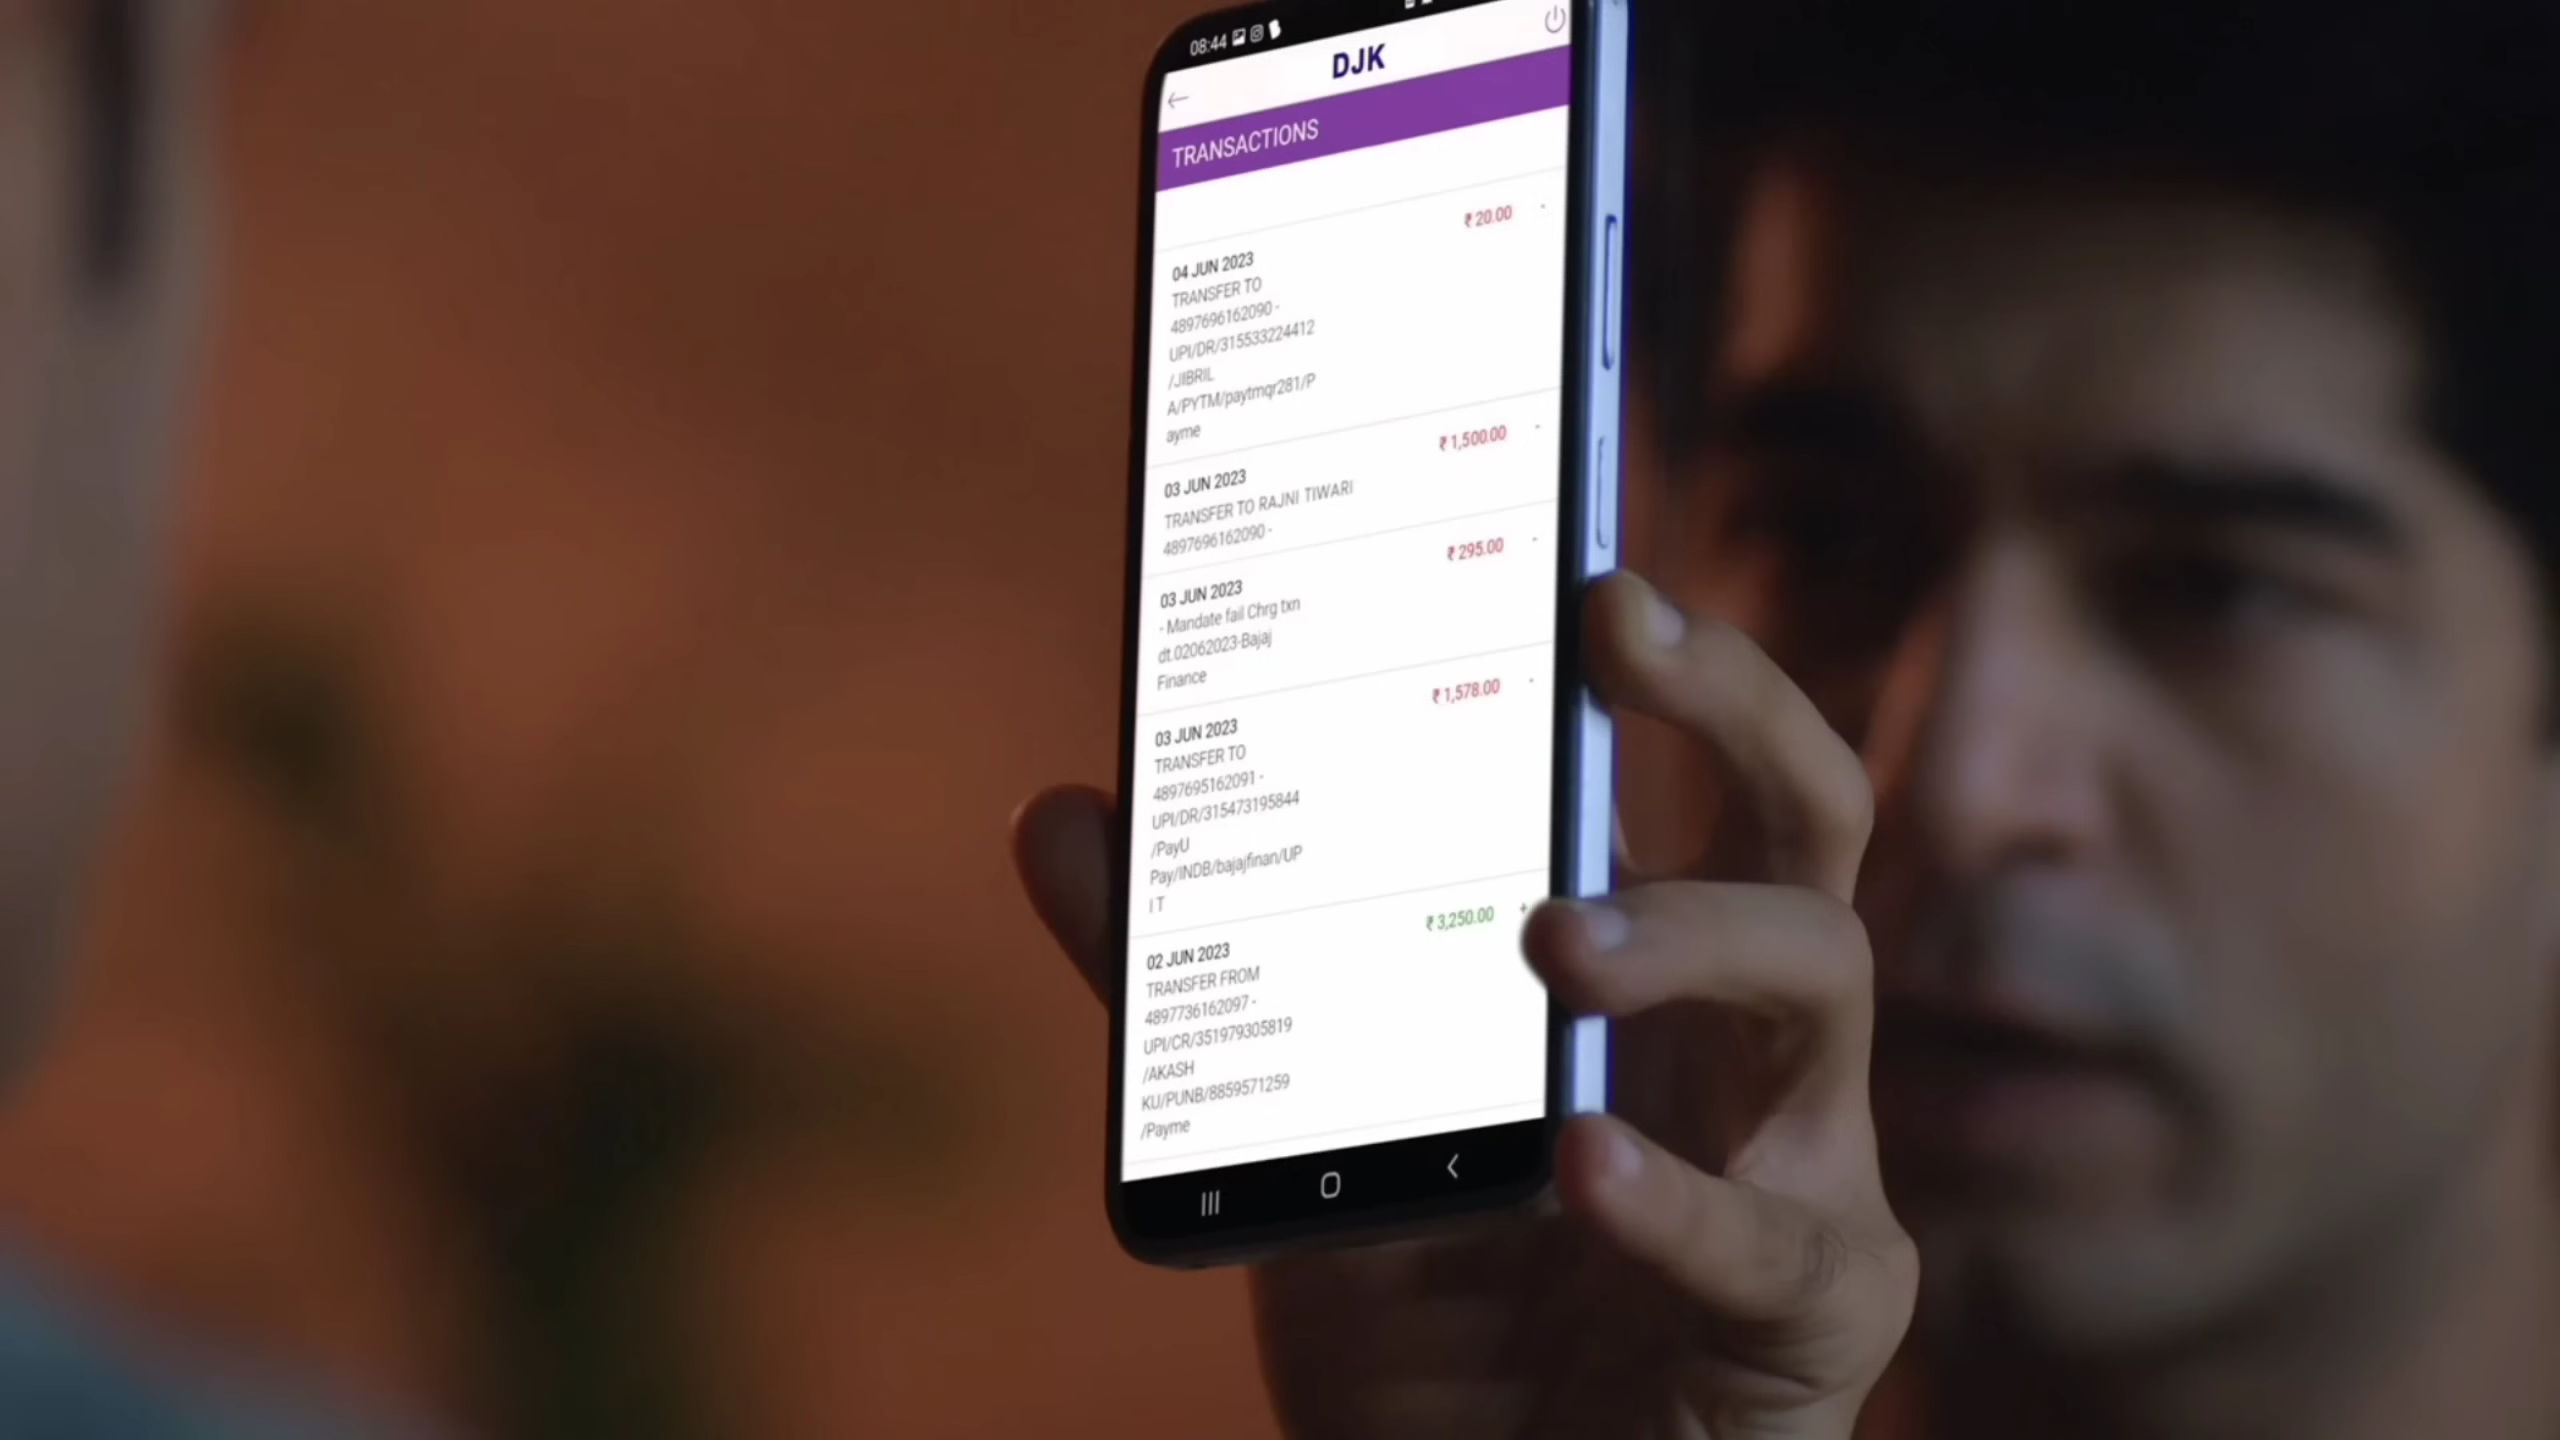 08:44
DJK
TRANSACTIONS
₹ 20.00 -
04 JUN 2023
TRANSFER TO
4897696162090 -
UPI/DR/315533224412
/JIBRIL
A/PYTM/paytmqr281/P
ayme
₹ 1,500.00 -
03 JUN 2023
TRANSFER TO RAJNI TIWARI
4897696162090 -
₹ 295.00 -
03 JUN 2023
- Mandate fail Chrg txn
dt.02062023-Bajaj
Finance
₹ 1,578.00 -
03 JUN 2023
TRANSFER TO
4897695162091 -
UPI/DR/315473195844
/PayU
Pay/INDB/bajajfinan/UP
I T
₹ 3,250.00 +
02 JUN 2023
TRANSFER FROM
4897736162097 -
UPI/CR/351979305819
/AKASH
KU/PUNB/8859571259
/Payme